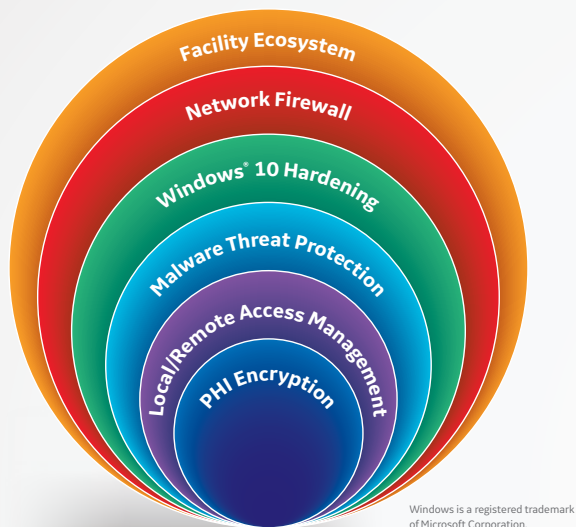 Facility Ecosystem
Network Firewall
Windows® 10 Hardening
Malware Threat Protection
Local/Remote Access Management
PHI Encryption
Windows is a registered trademark
of Microsoft Corporation.